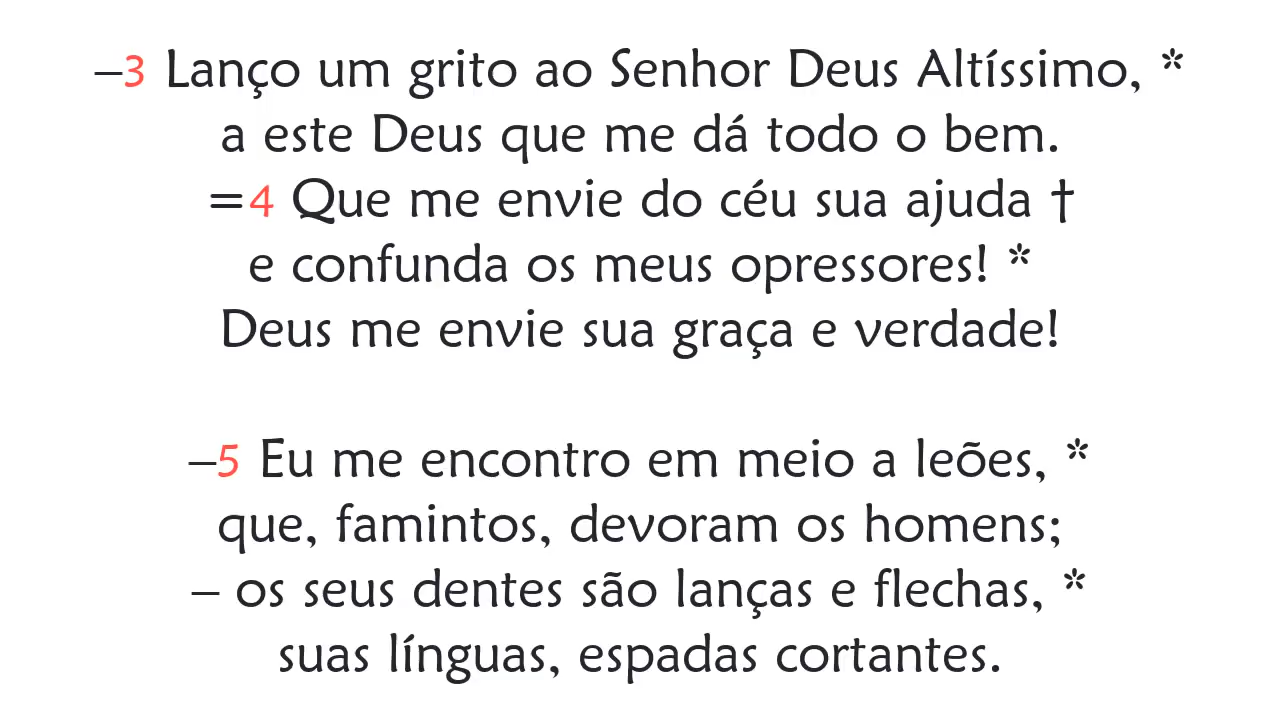 –3 Lanço um grito ao Senhor Deus Altíssimo, *
a este Deus que me dá todo o bem.
=4 Que me envie do céu sua ajuda †
e confunda os meus opressores! *
Deus me envie sua graça e verdade!
–5 Eu me encontro em meio a leões, *
que, famintos, devoram os homens;
– os seus dentes são lanças e flechas, *
suas línguas, espadas cortantes.